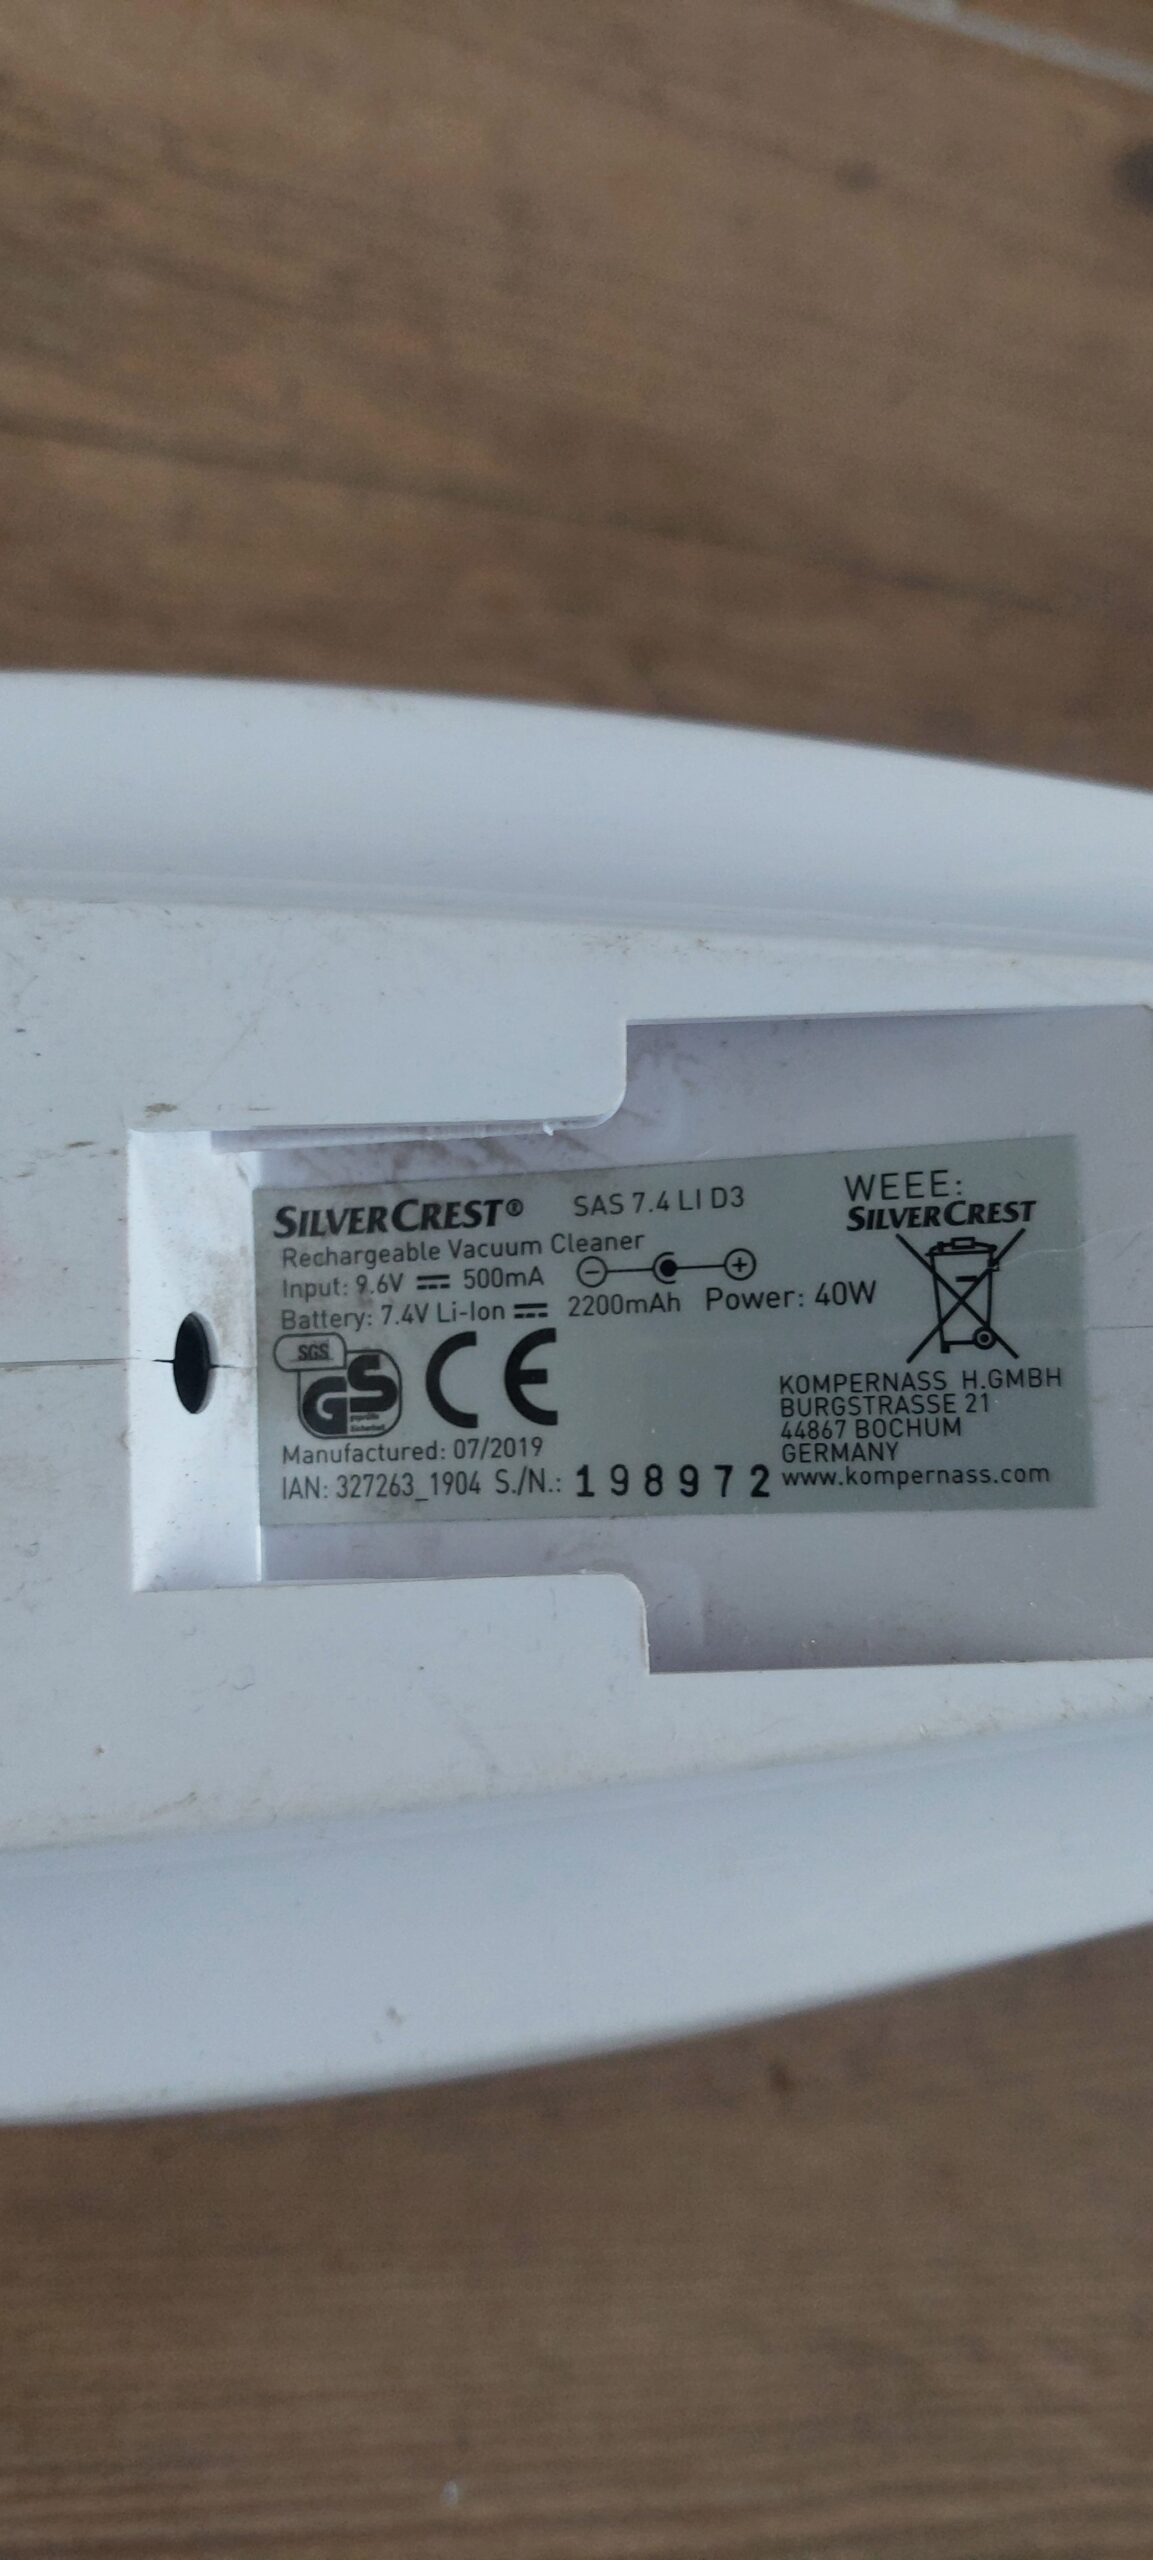 SILVERCREST® SAS 7.4 LI D3
Rechargeable Vacuum Cleaner
Input: 9.6V ⎓ 500mA
Battery: 7.4V Li-Ion ⎓ 2200mAh Power: 40W
SGS
GS
geprüfte
Sicherheit
CE
Manufactured: 07/2019
IAN: 327263_1904 S./N.: 198972
WEEE:
SILVERCREST
KOMPERNASS H.GMBH
BURGSTRASSE 21
44867 BOCHUM
GERMANY
www.kompernass.com